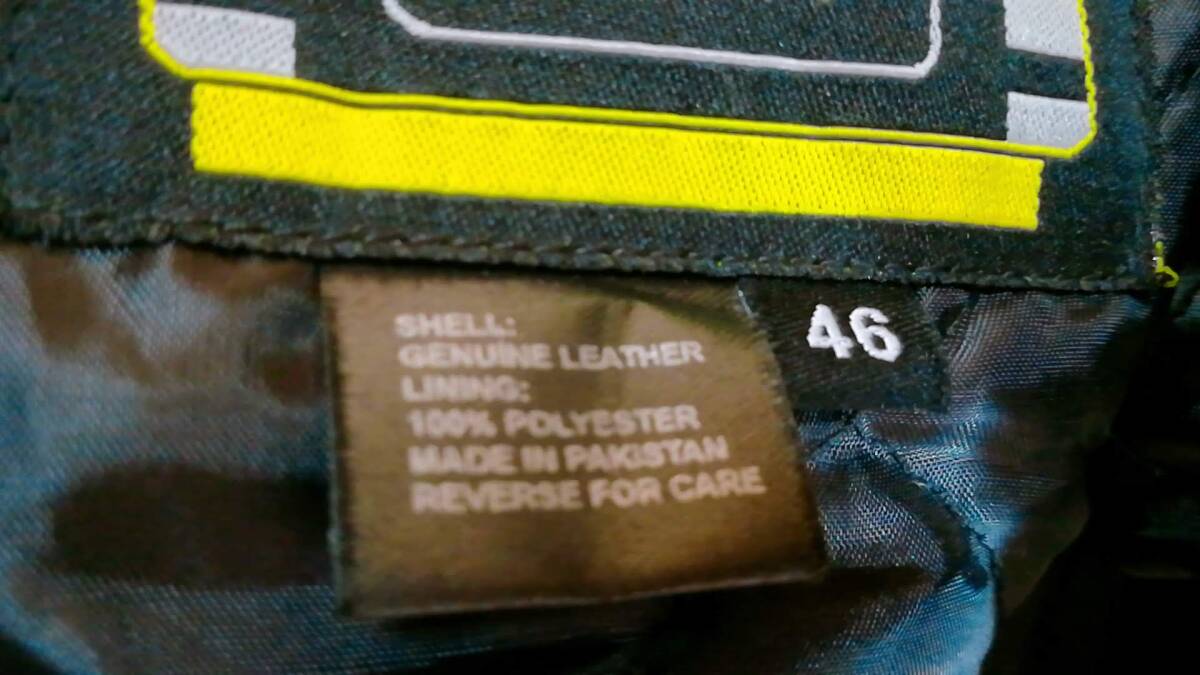 SHELL:
GENUINE LEATHER
LINING:
100% POLYESTER
MADE IN PAKISTAN
REVERSE FOR CARE
46